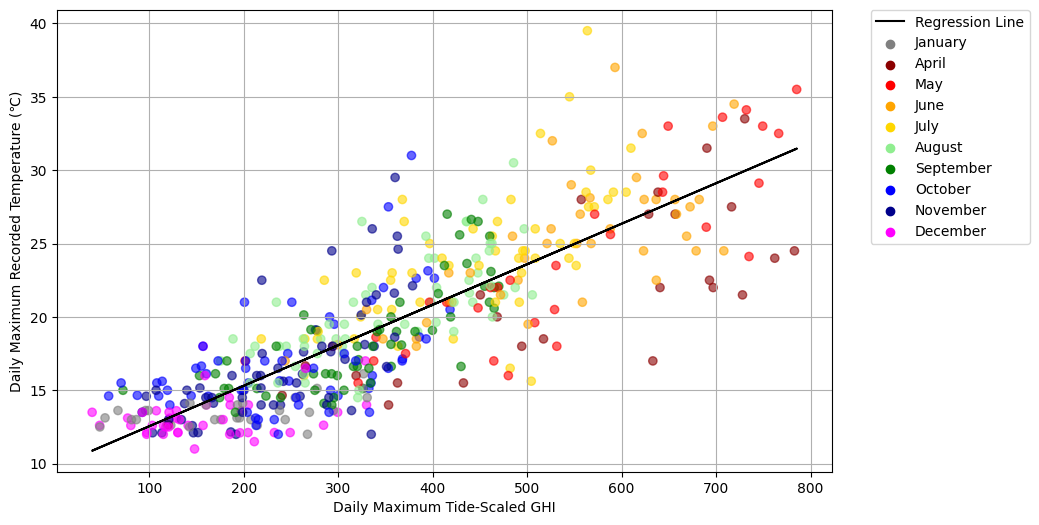 40
35
30
25
20
15
10
Daily Maximum Recorded Temperature (℃)
100 200 300 400 500 600 700 800
Daily Maximum Tide-Scaled GHI
Regression Line
January
April
May
June
July
August
September
October
November
December